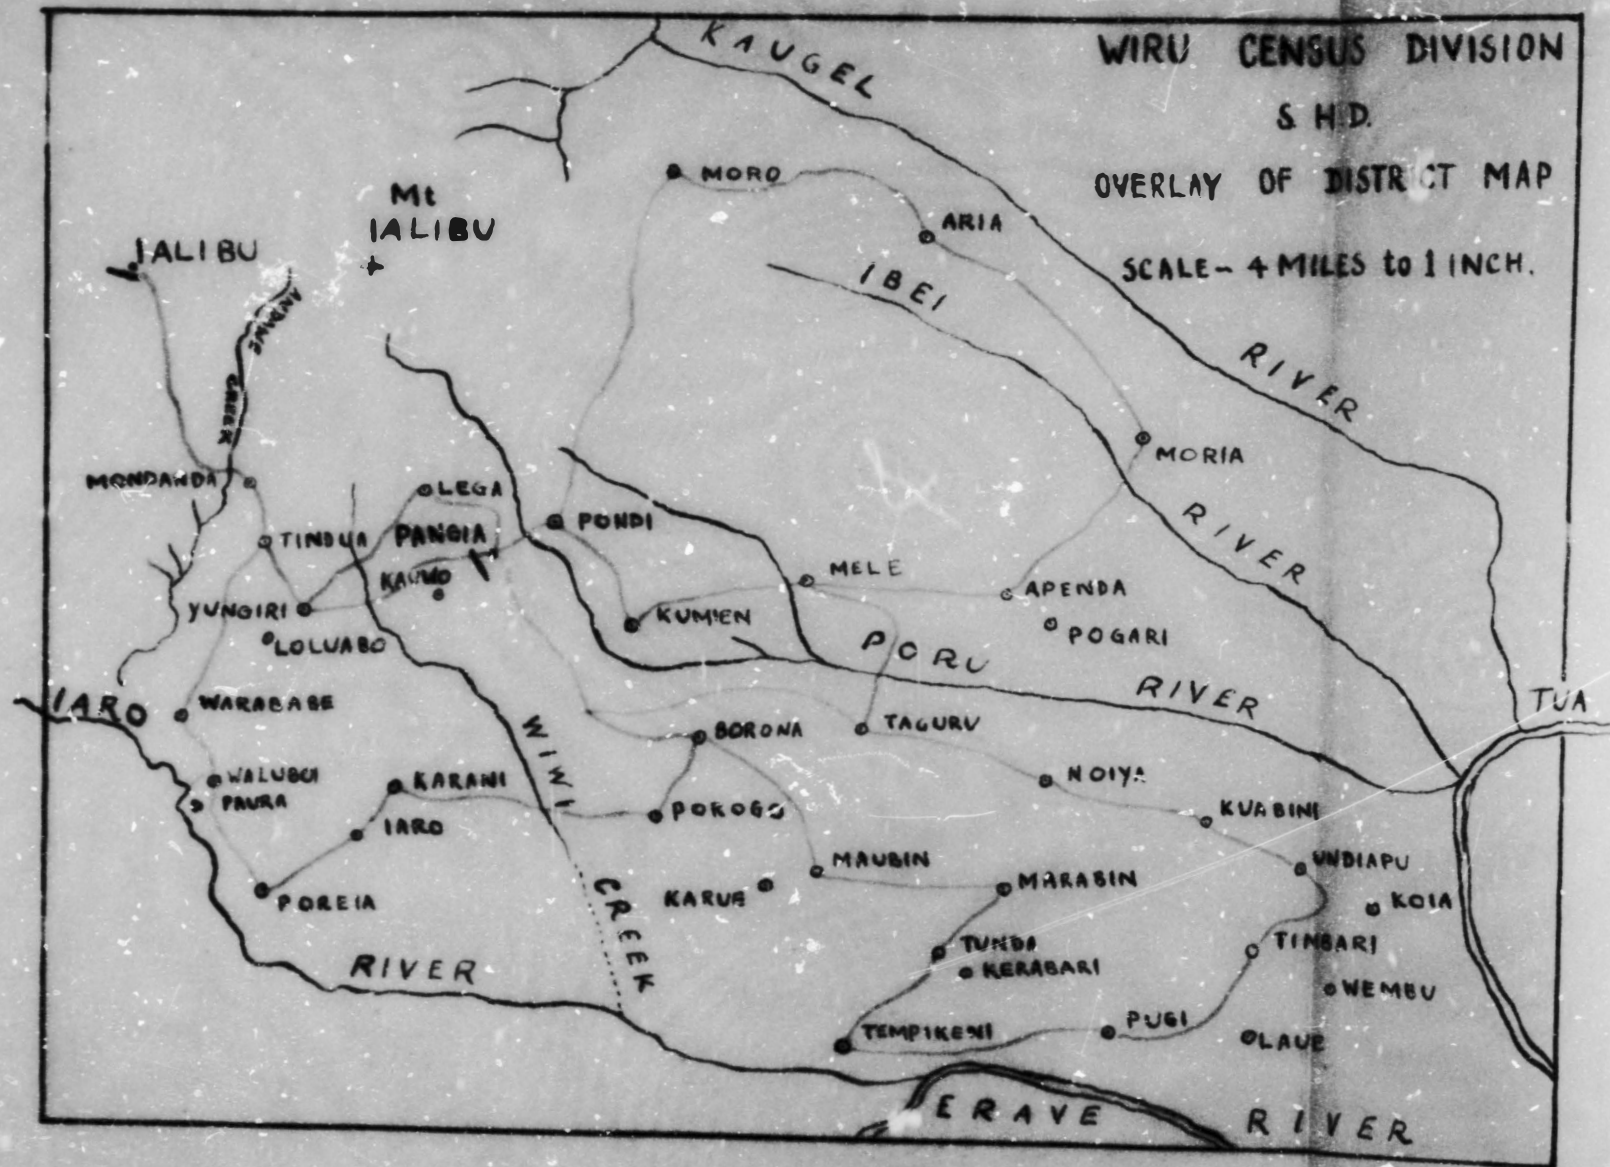 WIRU CENSUS DIVISION
S.H.D.
OVERLAY OF DISTRICT MAP
SCALE - 4 MILES to 1 INCH.
KAUGEL
RIVER
MORO
ARIA
Mt
IALIBU
IALIBU
IBEI
RIVER
CREEK
MORIA
MONDANDA
LEGA
TINDUA
PANGIA
PONDI
MELE
APENDA
YUNGIRI
KUMIEN
POGARI
LOLUABO
PORU
RIVER
IARO
WARABABE
TUA
WIWI
BORONA
TAGURU
WALUBUI
KARANI
NOIYA
PAURA
POKOGO
KUABINI
IARO
MAUBIN
UNDIAPU
POREIA
KARUE
MARABIN
KOIA
CREEK
TUNDA
TIMBARI
RIVER
KERABARI
WEMBU
TEMPIKENI
PUGI
LAUE
ERAVE RIVER